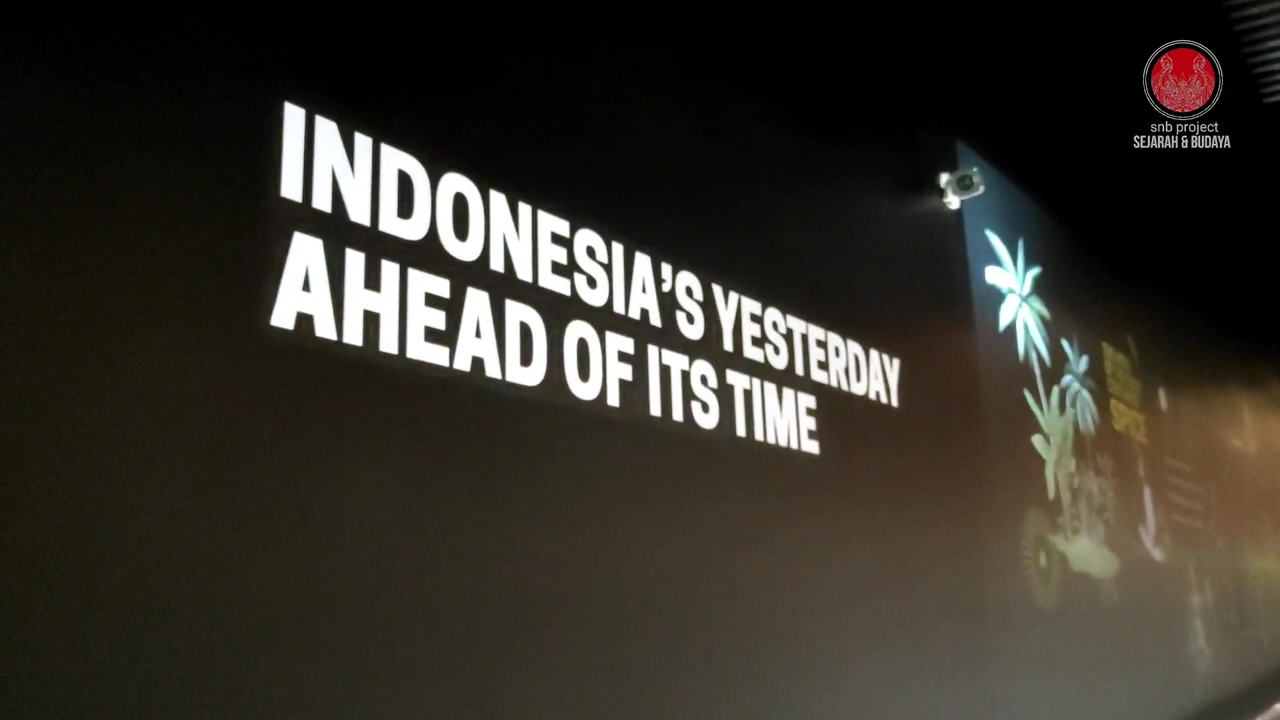 INDONESIA'S YESTERDAY
AHEAD OF ITS TIME
snb project
SEJARAH & BUDAYA